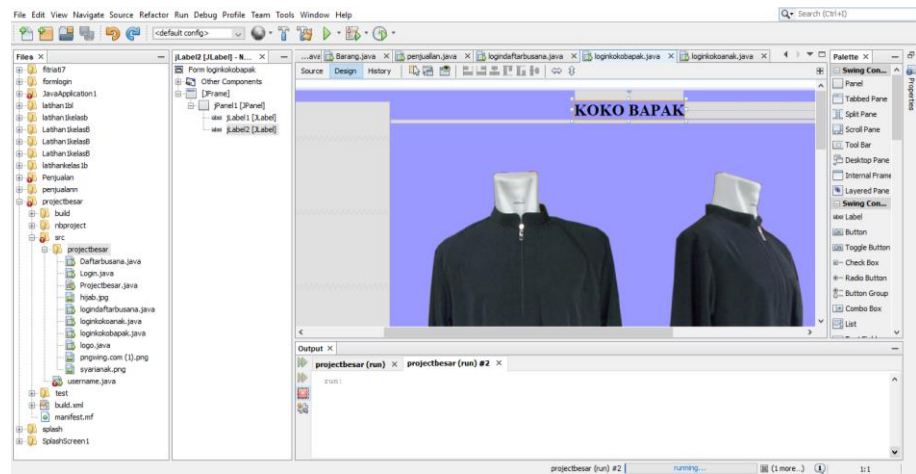 File Edit View Navigate Source Refactor Run Debug Profile Team Tools Window Help
Search (Ctrl+I)
<default config>
Files
fitriati7
formlogin
JavaApplication1
latihan1bl
lathan1kelasb
Latihan1kelasB
Latihan1kelasB
Latihan1kelasB
latihankelas1b
Penjualan
penjualann
projectbesar
build
nbproject
src
projectbesar
Daftarbusana.java
Login.java
Projectbesar.java
hijab.jpg
logindaftarbusana.java
loginkokoanak.java
loginkokobapak.java
logo.java
pngwing.com (1).png
syarianak.png
username.java
test
build.xml
manifest.mf
splash
SplashScreen1
jLabel2 [JLabel] - N...
Form loginkokobapak
Other Components
[JFrame]
jPanel1 [JPanel]
label jLabel1 [JLabel]
label jLabel2 [JLabel]
...ava Barang.java penjuallan.java logindaftarbusana.java loginkokobapak.java loginkokoanak.java
Source Design History
KOKO BAPAK
Output
projectbesar (run) projectbesar (run) #2
run:
Palette
Swing Con...
Panel
Tabbed Pane
Split Pane
Scroll Pane
Tool Bar
Desktop Pane
Internal Frame
Layered Pane
Swing Con...
label Label
Button
Toggle Button
Check Box
Radio Button
Button Group
Combo Box
List
Properties
projectbesar (run) #2 running... (1 more...) 1:1